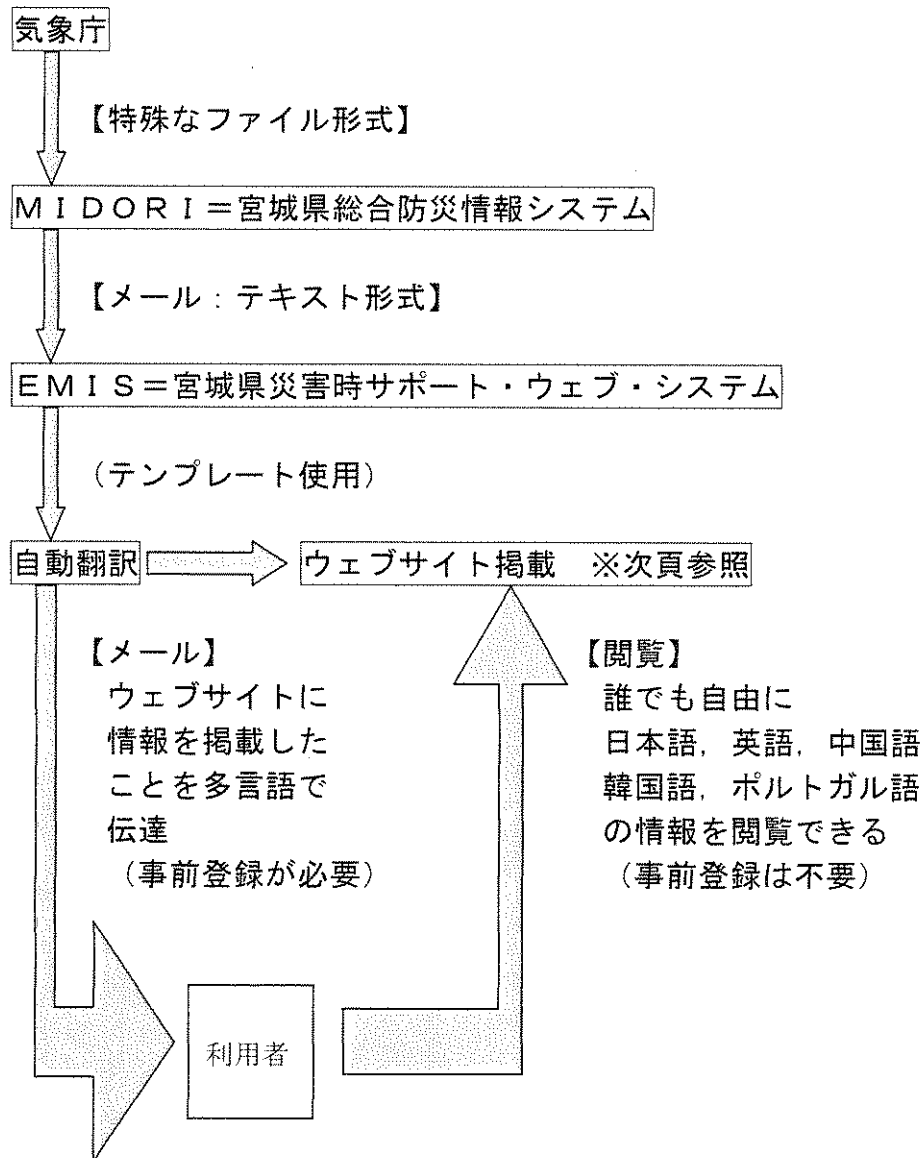 気象庁
【特殊なファイル形式】
ＭＩＤＯＲＩ＝宮城県総合防災情報システム
【メール：テキスト形式】
ＥＭＩＳ＝宮城県災害時サポート・ウェブ・システム
（テンプレート使用）
自動翻訳
ウェブサイト掲載　※次頁参照
【メール】
ウェブサイトに
情報を掲載した
ことを多言語で
伝達
（事前登録が必要）
【閲覧】
誰でも自由に
日本語，英語，中国語
韓国語，ポルトガル語
の情報を閲覧できる
（事前登録は不要）
利用者